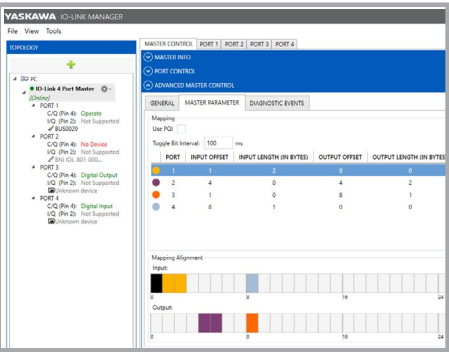 YASKAWA IO-LINK MANAGER
File View Tools
TOPOLOGY
PC
IO-Link 4 Port Master
[Online]
PORT 1
C/Q (Pin 4): Operate
I/Q (Pin 2): Not Supported
BUS0029
PORT 2
C/Q (Pin 4): No Device
I/Q (Pin 2): Not Supported
BNI IOL-801-000...
PORT 3
C/Q (Pin 4): Digital Output
I/Q (Pin 2): Not Supported
Unknown device
PORT 4
C/Q (Pin 4): Digital Input
I/Q (Pin 2): Not Supported
Unknown device
MASTER CONTROL PORT 1 PORT 2 PORT 3 PORT 4
MASTER INFO
PORT CONTROL
ADVANCED MASTER CONTROL
GENERAL MASTER PARAMETER DIAGNOSTIC EVENTS
Mapping
Use PQI
Toggle Bit Interval: 100 ms
PORT INPUT OFFSET INPUT LENGTH (IN BYTES) OUTPUT OFFSET OUTPUT LENGTH (IN BYTES
1 1 2 0 0
2 4 0 4 2
3 1 0 8 1
4 8 1 0 0
Mapping Alignment
Input:
0 8 16 24
Output:
0 8 16 24